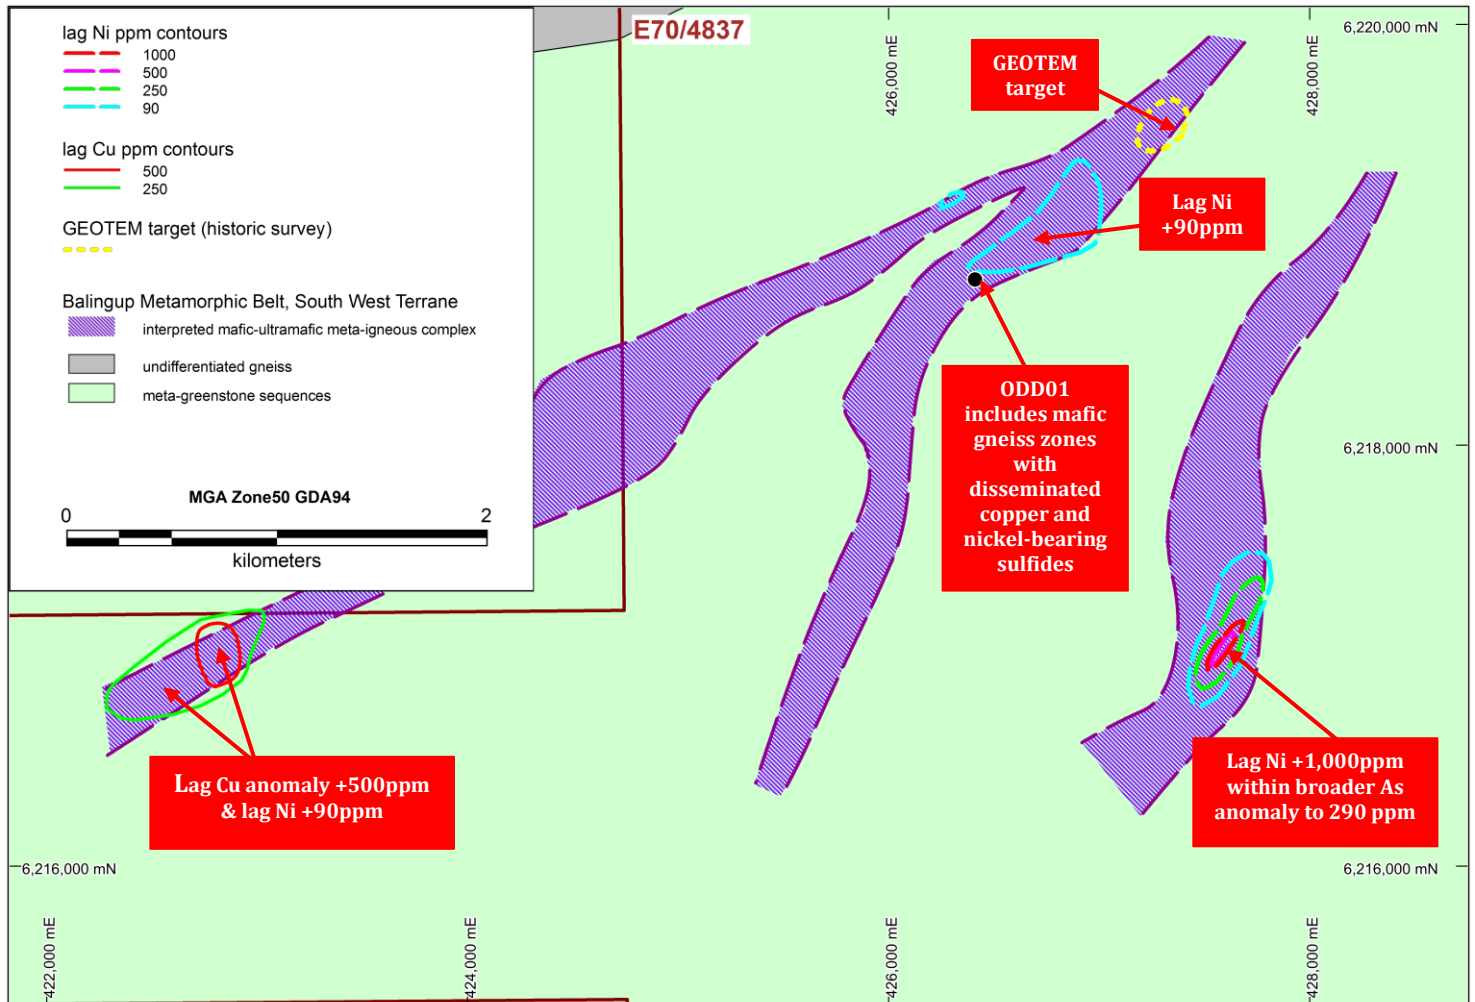 lag Ni ppm contours
1000
500
250
90
lag Cu ppm contours
500
250
GEOTEM target (historic survey)
Balingup Metamorphic Belt, South West Terrane
interpreted mafic-ultramafic meta-igneous complex
undifferentiated gneiss
meta-greenstone sequences
MGA Zone50 GDA94
0 2
kilometers
E70/4837
426,000 mE
428,000 mE
6,220,000 mN
GEOTEM
target
Lag Ni
+90ppm
ODD01
includes mafic
gneiss zones
with
disseminated
copper and
nickel-bearing
sulfides
6,218,000 mN
Lag Cu anomaly +500ppm
& lag Ni +90ppm
Lag Ni +1,000ppm
within broader As
anomaly to 290 ppm
6,216,000 mN
6,216,000 mN
422,000 mE
424,000 mE
426,000 mE
428,000 mE